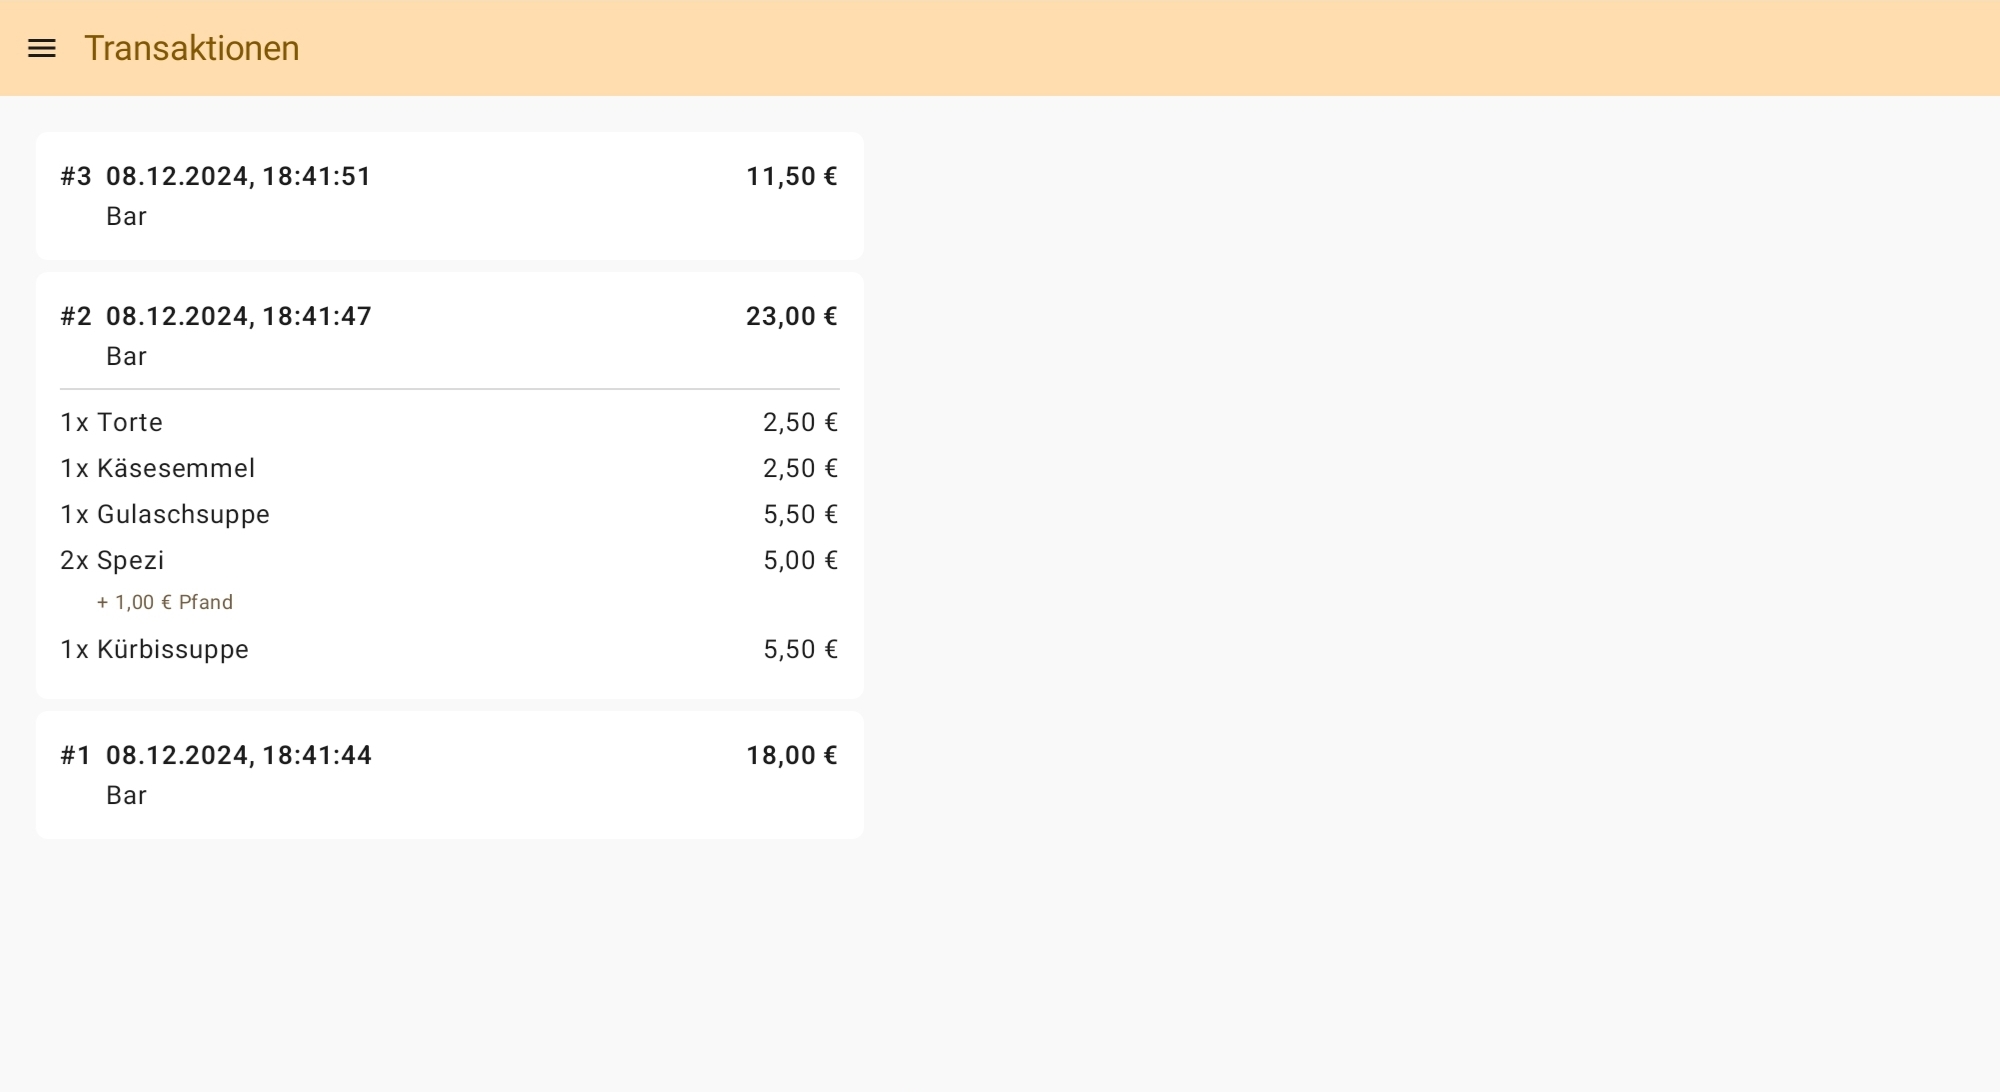 Transaktionen
#3 08.12.2024, 18:41:51 11,50 €
Bar
#2 08.12.2024, 18:41:47 23,00 €
Bar
1x Torte 2,50 €
1x Käsesemmel 2,50 €
1x Gulaschsuppe 5,50 €
2x Spezi 5,00 €
+ 1,00 € Pfand
1x Kürbissuppe 5,50 €
#1 08.12.2024, 18:41:44 18,00 €
Bar